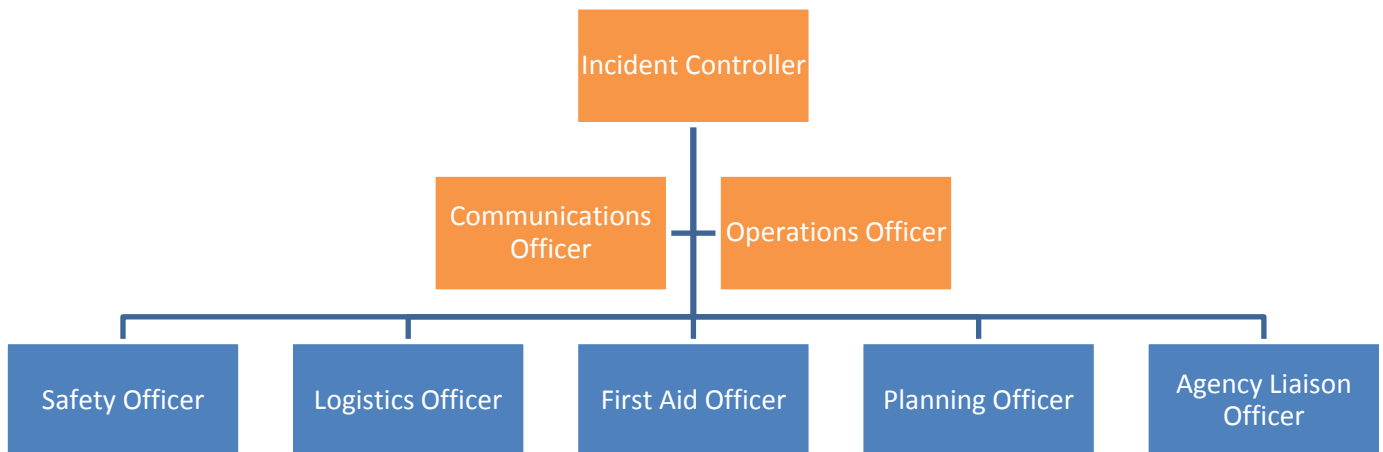 Incident Controller
Communications
Officer
Operations Officer
Safety Officer
Logistics Officer
First Aid Officer
Planning Officer
Agency Liaison
Officer